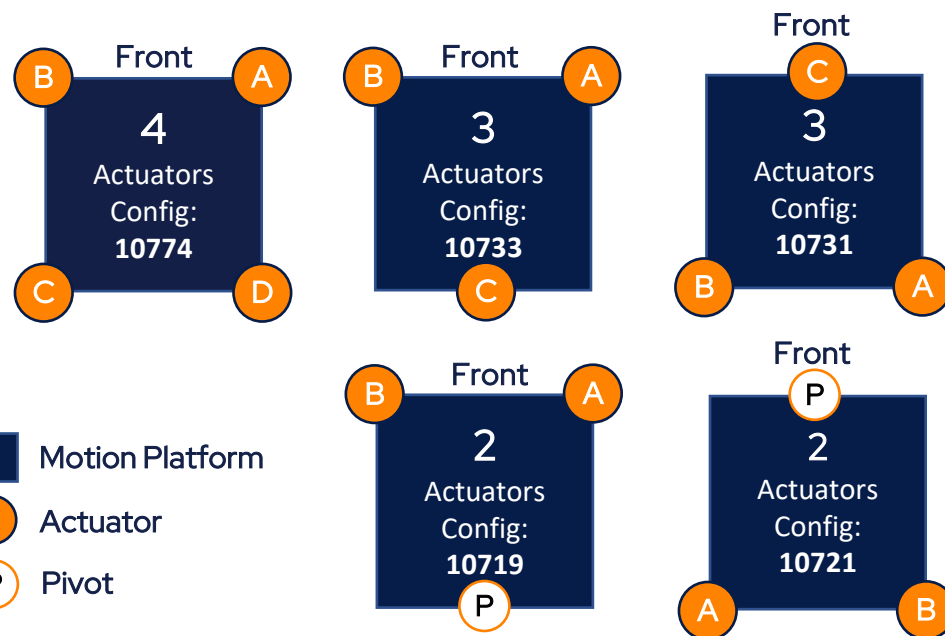 Front
B
A
4
Actuators
Config:
10774
C
D
Front
B
A
3
Actuators
Config:
10733
C
Front
C
3
Actuators
Config:
10731
B
A
Front
B
A
2
Actuators
Config:
10719
P
Front
P
2
Actuators
Config:
10721
A
B
Motion Platform
Actuator
P Pivot